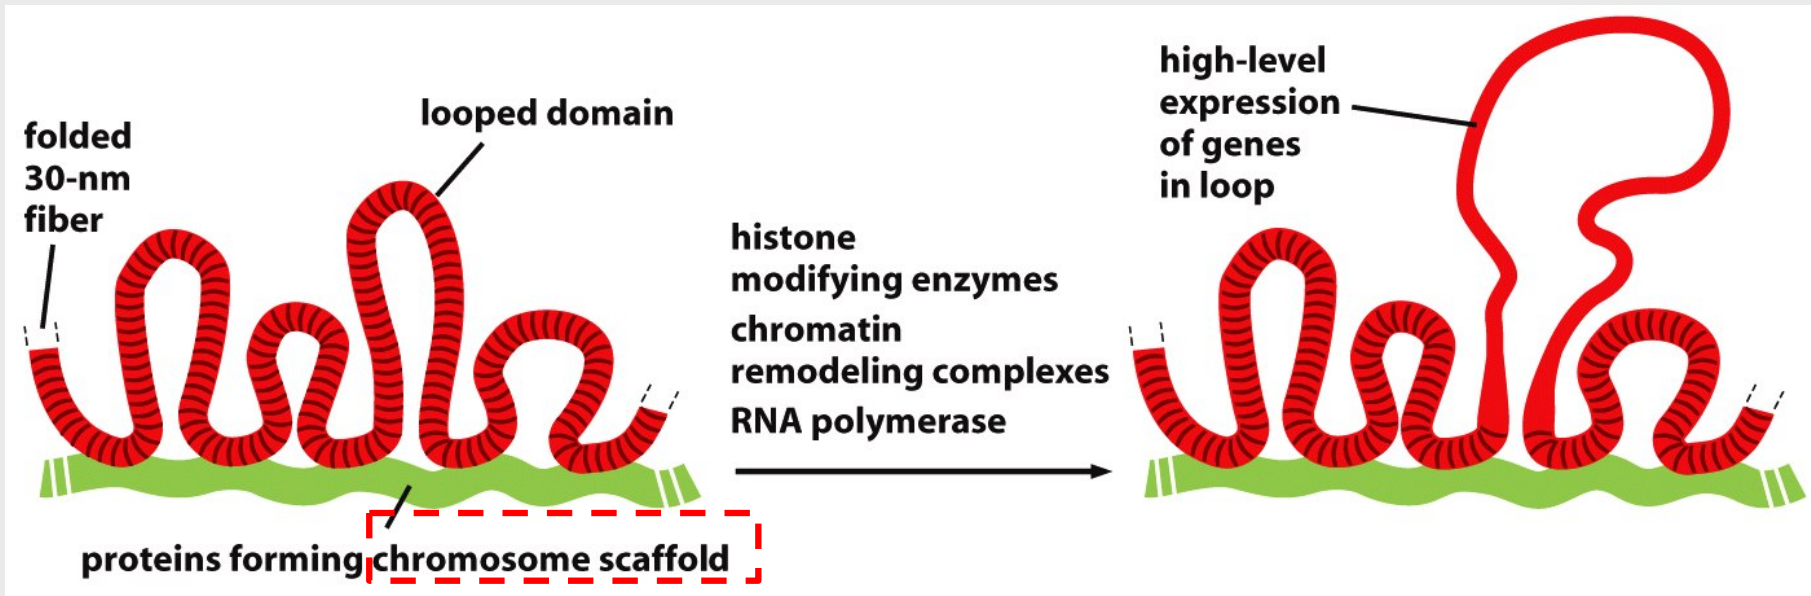 folded
30-nm
fiber
looped domain
histone
modifying enzymes
chromatin
remodeling complexes
RNA polymerase
proteins forming chromosome scaffold
high-level
expression
of genes
in loop